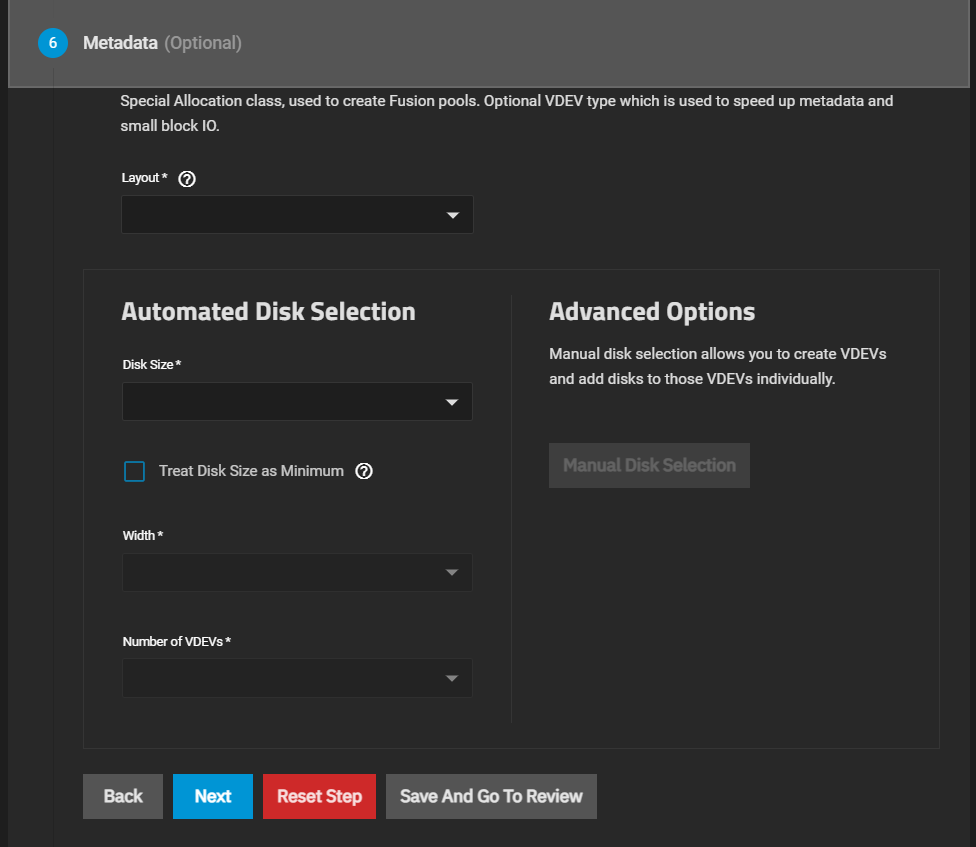 6 Metadata (Optional)
Special Allocation class, used to create Fusion pools. Optional VDEV type which is used to speed up metadata and
small block IO.
Layout *
Automated Disk Selection
Disk Size *
Treat Disk Size as Minimum
Width *
Number of VDEVs *
Advanced Options
Manual disk selection allows you to create VDEVs
and add disks to those VDEVs individually.
Manual Disk Selection
Back Next Reset Step Save And Go To Review